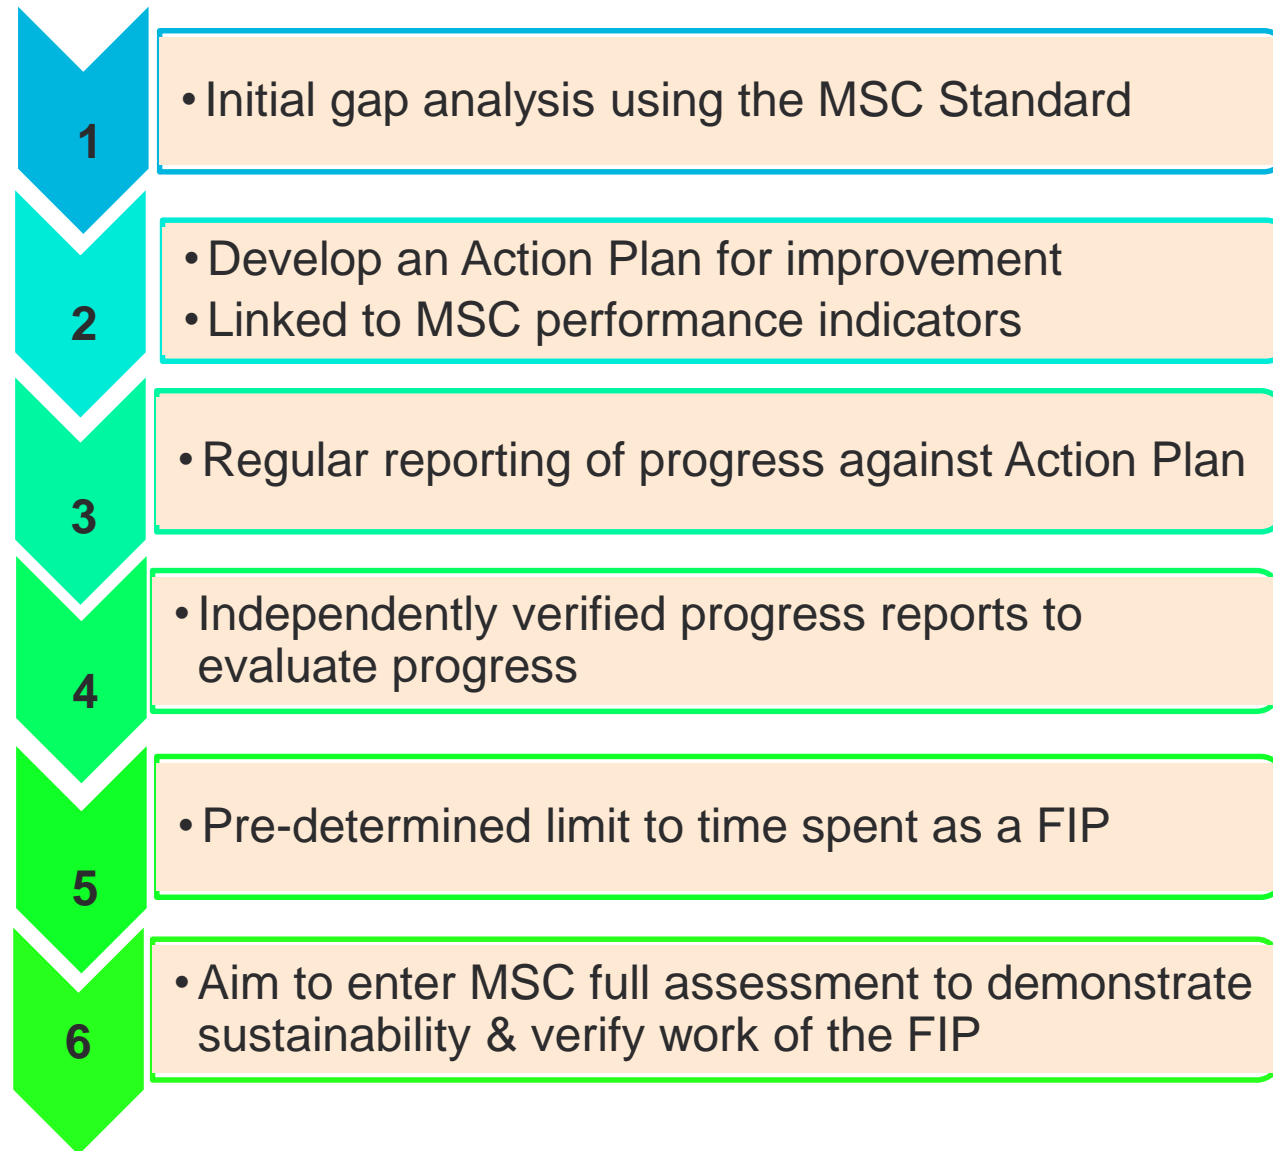 1
• Initial gap analysis using the MSC Standard
2
• Develop an Action Plan for improvement
• Linked to MSC performance indicators
3
• Regular reporting of progress against Action Plan
4
• Independently verified progress reports to
evaluate progress
5
• Pre-determined limit to time spent as a FIP
6
• Aim to enter MSC full assessment to demonstrate
sustainability & verify work of the FIP